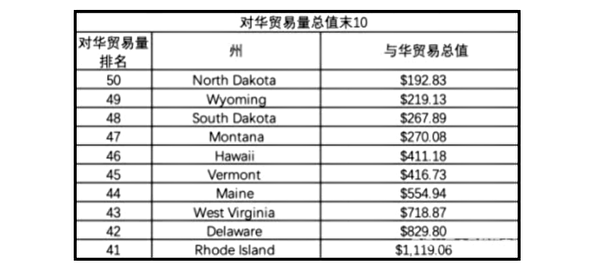 对华贸易量总值末10
对华贸易量排名 州 与华贸易总值
50 North Dakota $192.83
49 Wyoming $219.13
48 South Dakota $267.89
47 Montana $270.08
46 Hawaii $411.18
45 Vermont $416.73
44 Maine $554.94
43 West Virginia $718.87
42 Delaware $829.80
41 Rhode Island $1,119.06